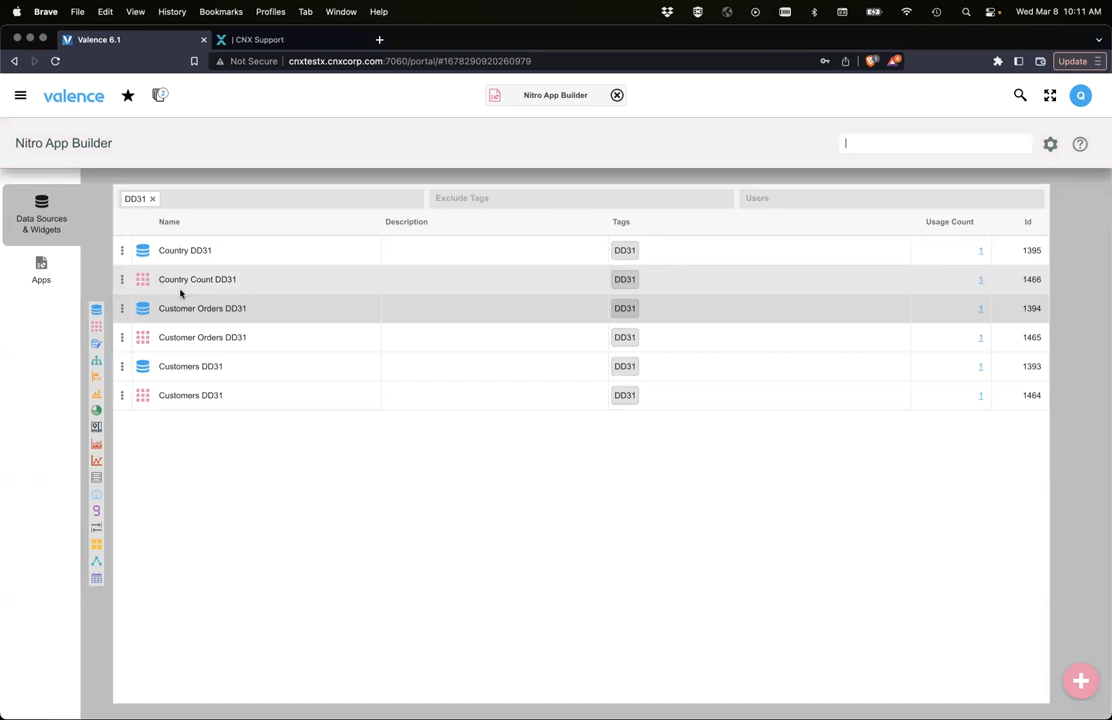 Brave File Edit View History Bookmarks Profiles Tab Window Help Wed Mar 8 10:11 AM
Valence 6.1 | CNX Support
Not Secure | cnxtestx.cnxcorp.com:7060/portal/#1678290920260979 Update
valence 2 Nitro App Builder Q
Nitro App Builder
Data Sources
& Widgets
Apps
DD31 Exclude Tags Users
Name Description Tags Usage Count Id
Country DD31 DD31 1 1395
Country Count DD31 DD31 1 1466
Customer Orders DD31 DD31 1 1394
Customer Orders DD31 DD31 1 1465
Customers DD31 DD31 1 1393
Customers DD31 DD31 1 1464